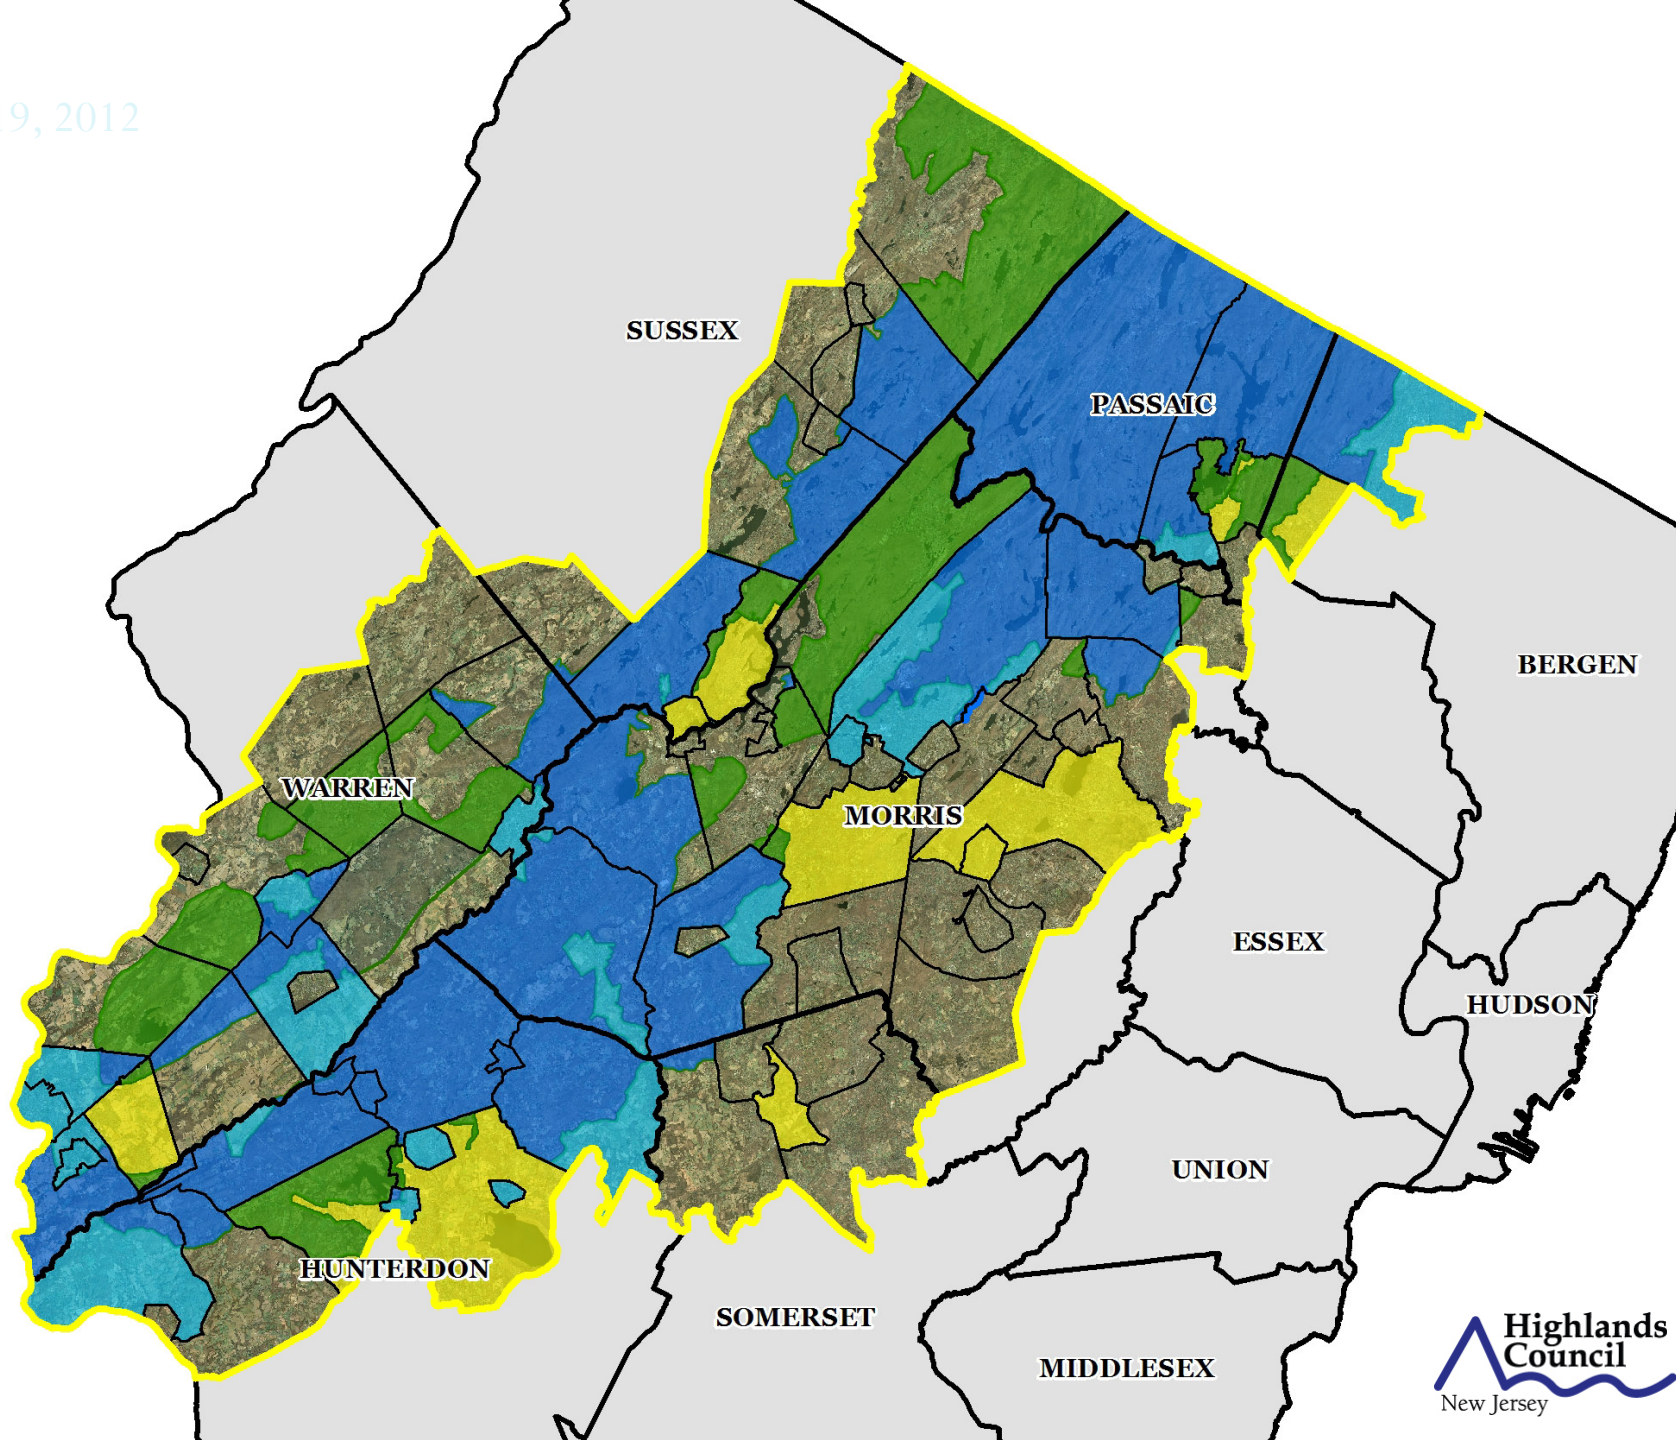 9, 2012
SUSSEX
PASSAIC
BERGEN
WARREN
MORRIS
ESSEX
HUDSON
UNION
HUNTERDON
SOMERSET
MIDDLESEX
Highlands
Council
New Jersey